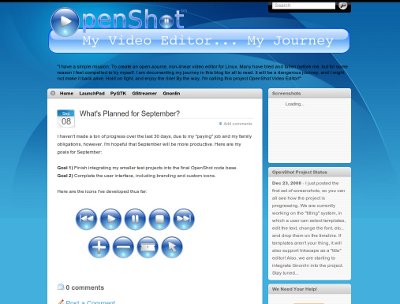 Search
OpenShot
My Video Editor... My Journey
"I have a simple vision: To create an open-source, non-linear video editor for Linux. Many have tried and failed before me, but for some
reason I feel compelled to try myself. I am documenting my journey in this blog for all to read. It will be a dangerous journey, and I might
not make it back alive. Hold on tight, and enjoy the ride! By the way, I'm calling this project OpenShot Video Editor!"
Home LaunchPad PyGTK GStreamer Gnonlin
Sep
08
What's Planned for September?
Add comments
I haven't made a ton of progress over the last 30 days, due to my "paying" job and my family
obligations, however, I'm hopeful that September will be more productive. Here are my
goals for September:
Goal 1) Finish integrating my smaller test projects into the final OpenShot code base.
Goal 2) Complete the user interface, including branding and custom icons.
Here are the icons I've developed thus far:
0 comments
Post a Comment
Screenshots
Loading...
OpenShot Project Status
Dec 23, 2008 - I just posted
the first set of screenshots, so you can
all see how the project is
progressing. We are currently
working on the "titling" system, in
which a user can select templates,
edit the text, change the font, etc...
and drop them on the timeline. If
templates aren't your thing, it will
also support Inkscape as a "title"
editor! Also, we are starting to
integrate Gnonlin into the project.
Stay tuned...
We Need Your Help!